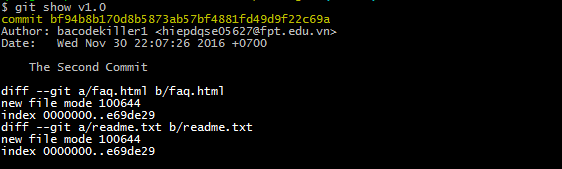 $ git show v1.0
commit bf94b8b170d8b5873ab57bf4881fd49d9f22c69a
Author: bacodekiller1 <hiepdqse05627@fpt.edu.vn>
Date:   Wed Nov 30 22:07:26 2016 +0700
    The Second Commit
diff --git a/faq.html b/faq.html
new file mode 100644
index 0000000..e69de29
diff --git a/readme.txt b/readme.txt
new file mode 100644
index 0000000..e69de29